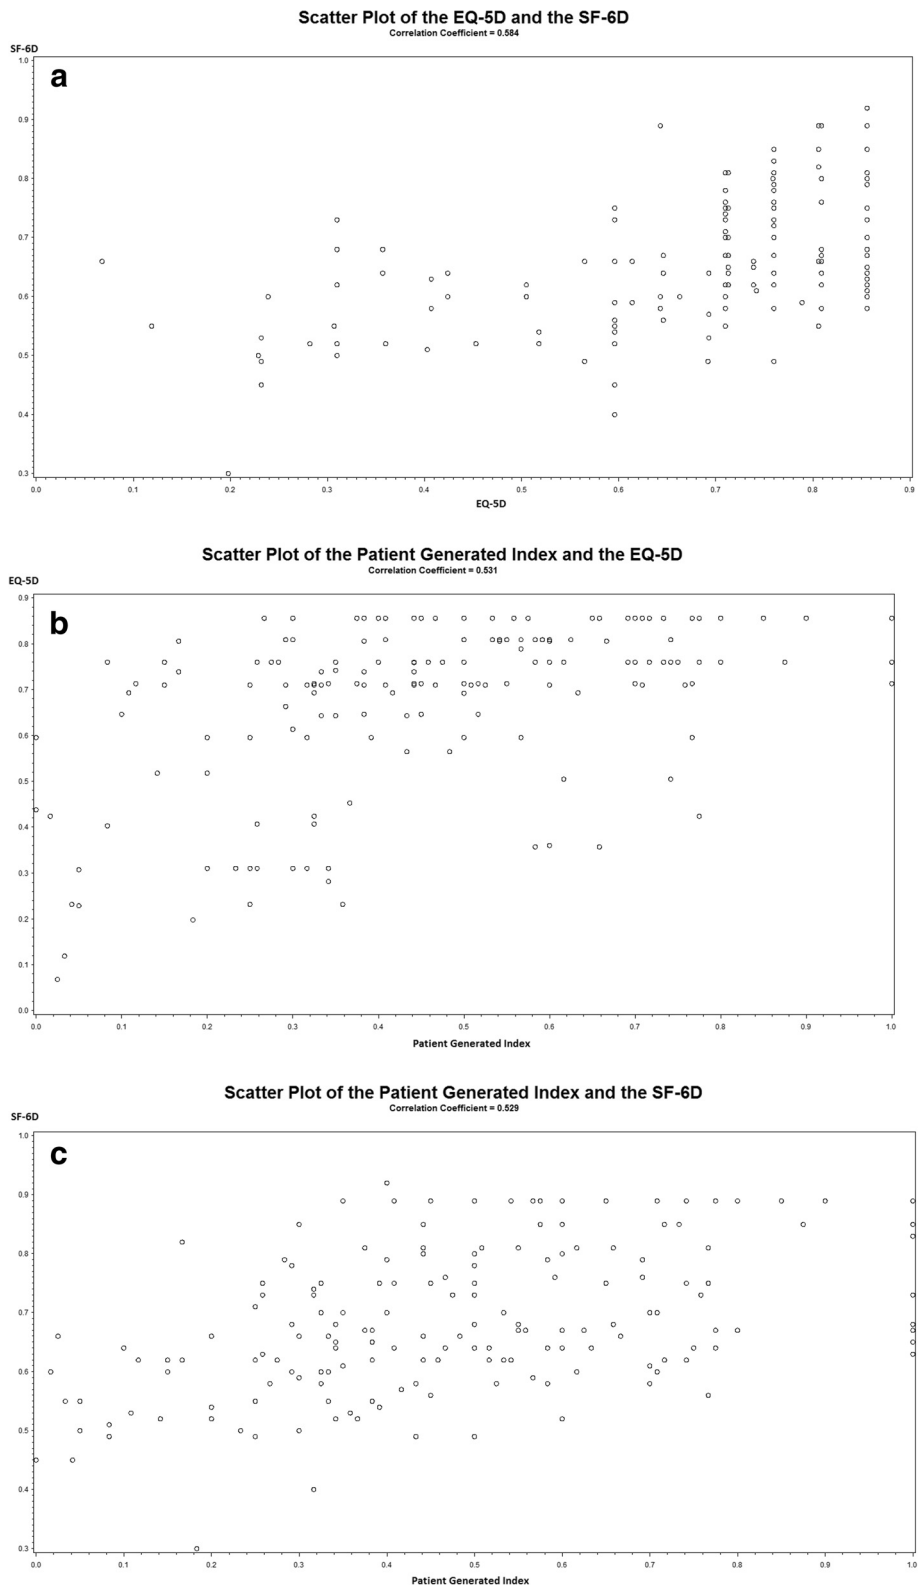 Scatter Plot of the EQ-5D and the SF-6D
Correlation Coefficient = 0.584
SF-6D
a
1.0
0.9
0.8
0.7
0.6
0.5
0.4
0.3
0.0 0.1 0.2 0.3 0.4 0.5 0.6 0.7 0.8 0.9
EQ-5D
Scatter Plot of the Patient Generated Index and the EQ-5D
Correlation Coefficient = 0.531
EQ-5D
b
0.9
0.8
0.7
0.6
0.5
0.4
0.3
0.2
0.1
0.0
0.0 0.1 0.2 0.3 0.4 0.5 0.6 0.7 0.8 0.9 1.0
Patient Generated Index
Scatter Plot of the Patient Generated Index and the SF-6D
Correlation Coefficient = 0.529
SF-6D
c
1.0
0.9
0.8
0.7
0.6
0.5
0.4
0.3
0.0 0.1 0.2 0.3 0.4 0.5 0.6 0.7 0.8 0.9 1.0
Patient Generated Index